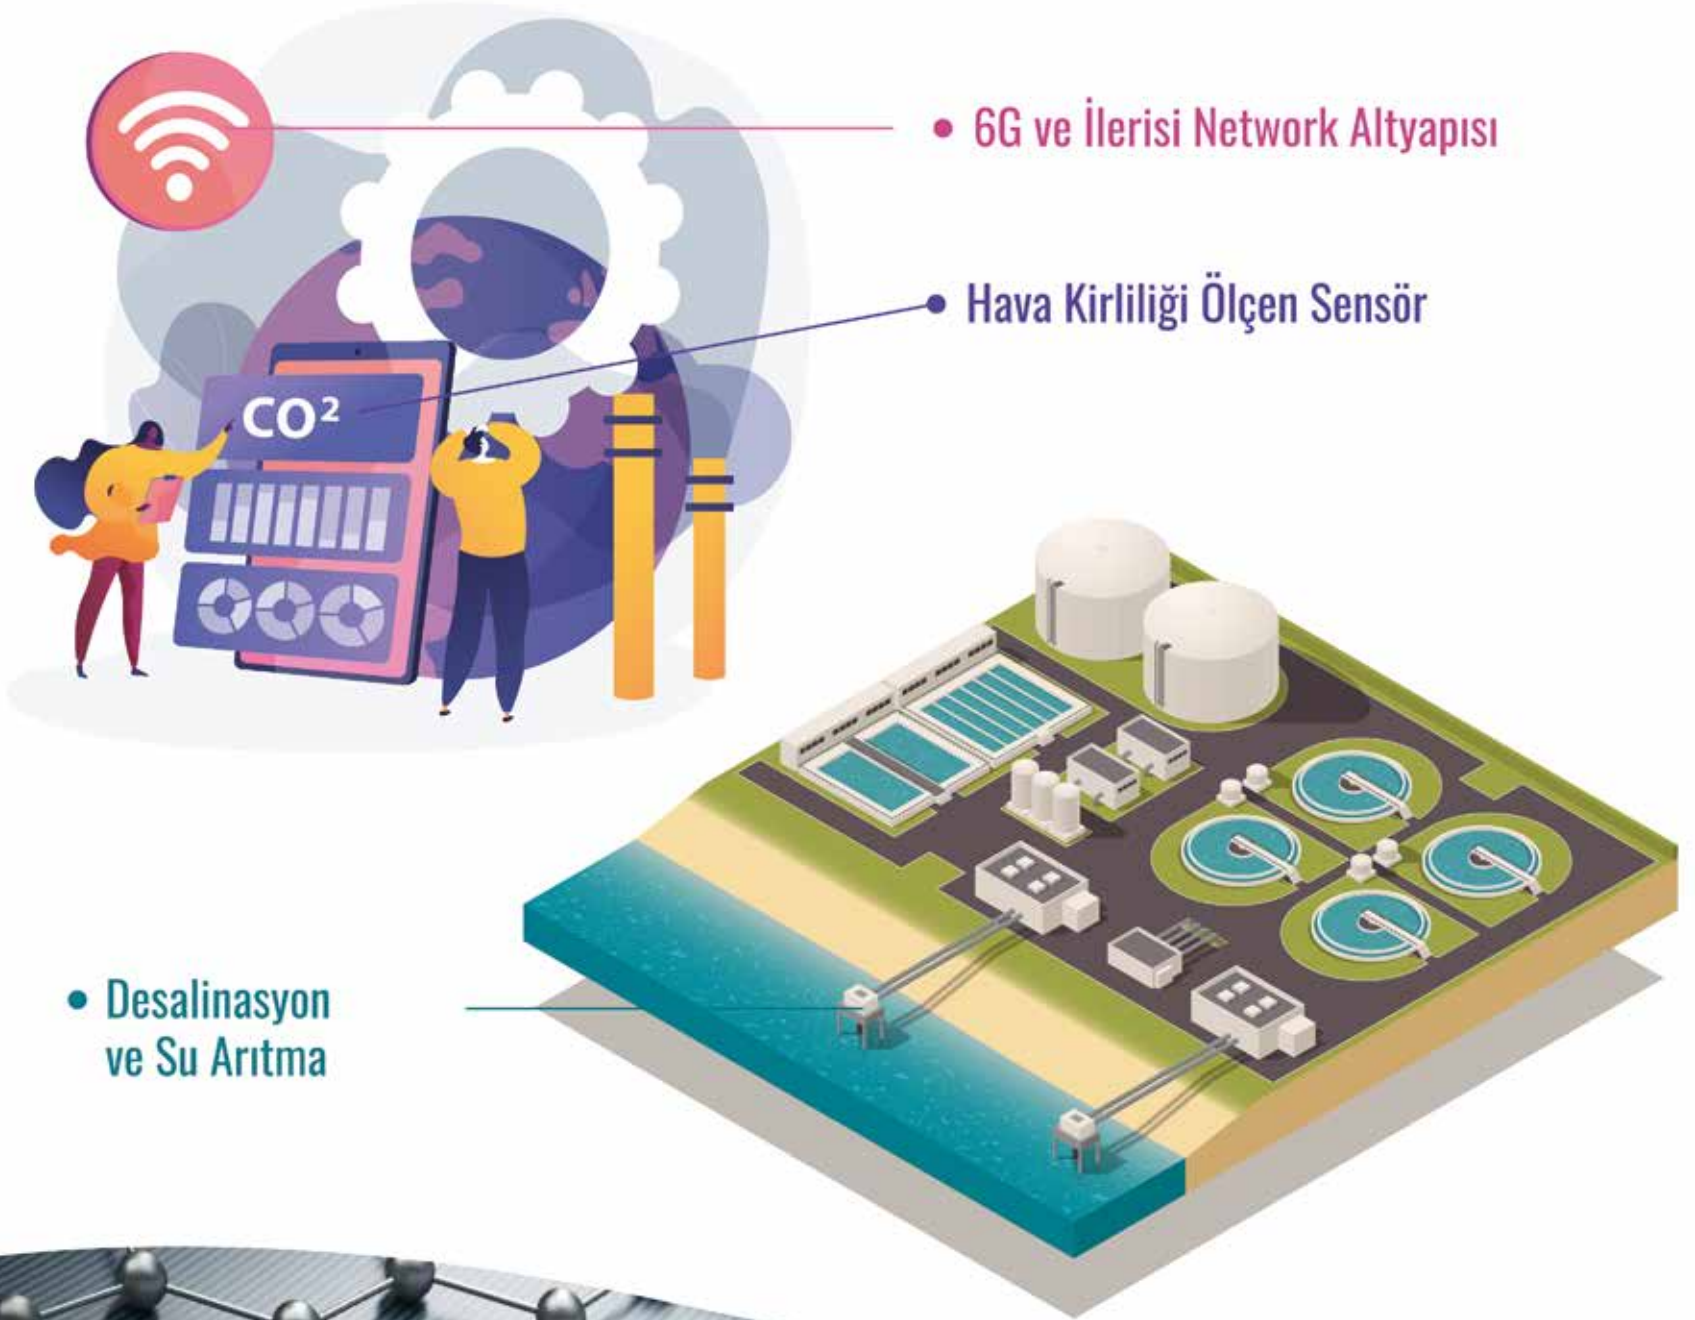 6G ve İlerisi Network Altyapısı
Hava Kirliliği Ölçen Sensör
CO²
Desalinasyon
ve Su Arıtma